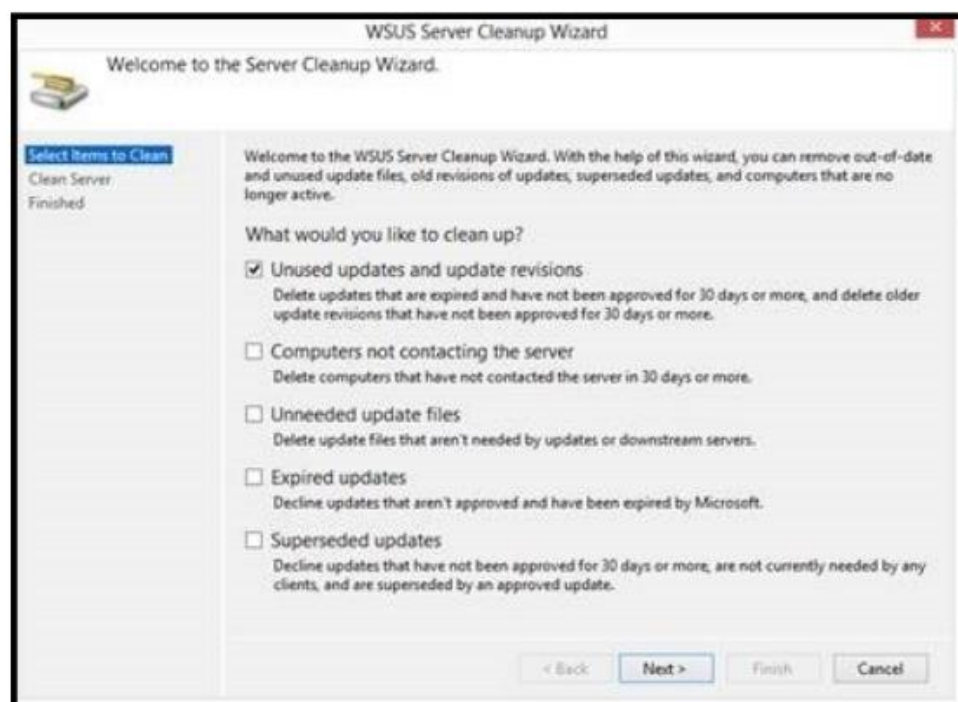 WSUS Server Cleanup Wizard
Welcome to the Server Cleanup Wizard.
Select Items to Clean
Clean Server
Finished
Welcome to the WSUS Server Cleanup Wizard. With the help of this wizard, you can remove out-of-date
and unused update files, old revisions of updates, superseded updates, and computers that are no
longer active.
What would you like to clean up?
Unused updates and update revisions
Delete updates that are expired and have not been approved for 30 days or more, and delete older
update revisions that have not been approved for 30 days or more.
Computers not contacting the server
Delete computers that have not contacted the server in 30 days or more.
Unneeded update files
Delete update files that aren't needed by updates or downstream servers.
Expired updates
Decline updates that aren't approved and have been expired by Microsoft.
Superseded updates
Decline updates that have not been approved for 30 days or more, are not currently needed by any
clients, and are superseded by an approved update.
< Back Next > Finish Cancel